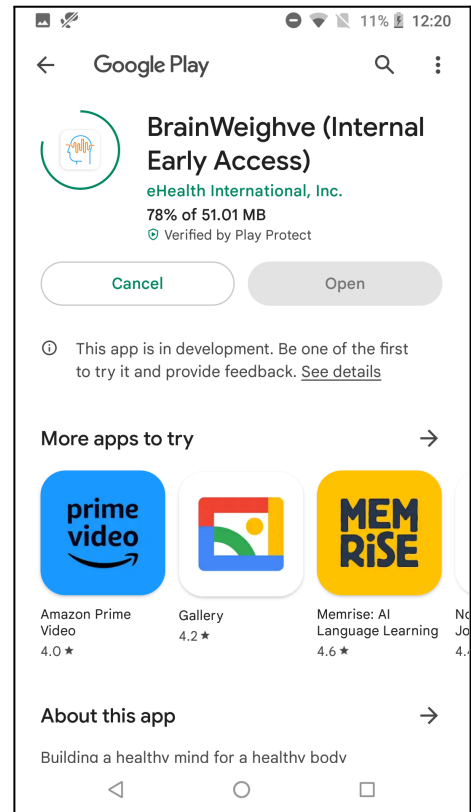 11% 12:20
Google Play
BrainWeighve (Internal
Early Access)
eHealth International, Inc.
78% of 51.01 MB
Verified by Play Protect
Cancel
Open
This app is in development. Be one of the first
to try it and provide feedback. See details
More apps to try
prime
video
MEM
RiSE
Amazon Prime
Video
4.0 ★
Gallery
4.2 ★
Memrise: AI
Language Learning
4.6 ★
About this app
Building a healthy mind for a healthy body